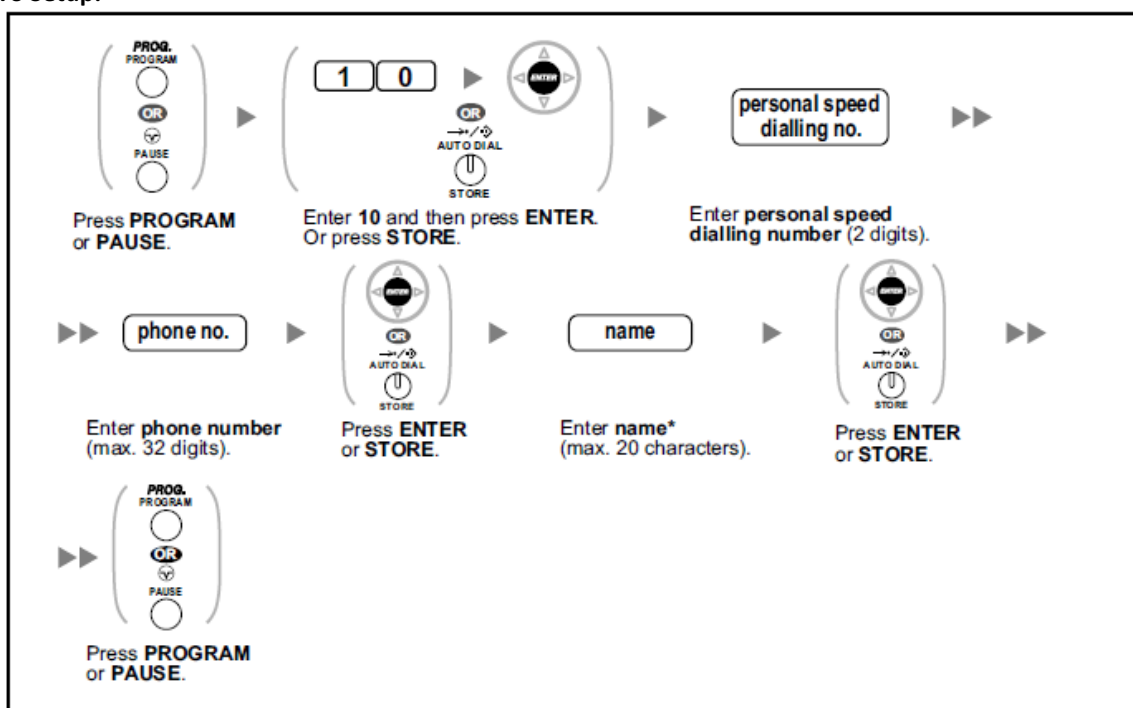 PROG.
PROGRAM
OR
PAUSE
Press PROGRAM
or PAUSE.
1 0
ENTER
OR
AUTO DIAL
STORE
Enter 10 and then press ENTER.
Or press STORE.
personal speed
dialling no.
Enter personal speed
dialling number (2 digits).
phone no.
Enter phone number
(max. 32 digits).
ENTER
OR
AUTO DIAL
STORE
Press ENTER
or STORE.
name
Enter name*
(max. 20 characters).
ENTER
OR
AUTO DIAL
STORE
Press ENTER
or STORE.
PROG.
PROGRAM
OR
PAUSE
Press PROGRAM
or PAUSE.